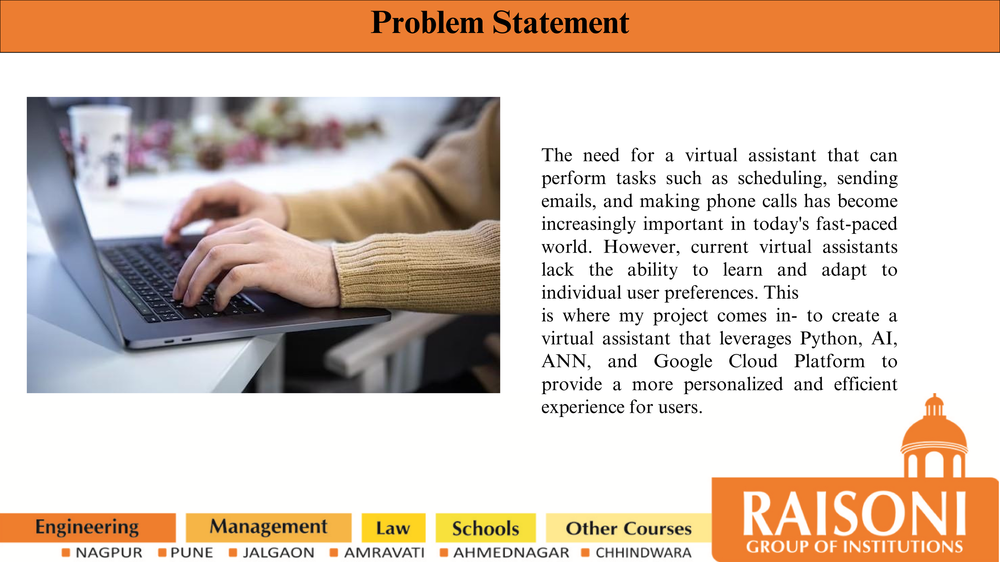 Problem Statement
The need for a virtual assistant that can
perform tasks such as scheduling, sending
emails, and making phone calls has become
increasingly important in today's fast-paced
world. However, current virtual assistants
lack the ability to learn and adapt to
individual user preferences. This
is where my project comes in- to create a
virtual assistant that leverages Python, AI,
ANN, and Google Cloud Platform to
provide a more personalized and efficient
experience for users.
Engineering Management Law Schools Other Courses
NAGPUR PUNE JALGAON AMRAVATI AHMEDNAGAR CHHINDWARA
RAISONI
GROUP OF INSTITUTIONS